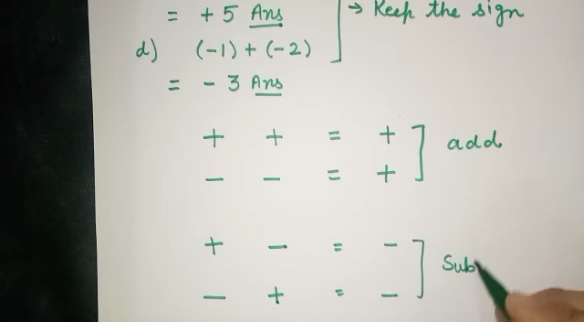 = + 5 Ans → Keep the sign
d) (-1) + (-2)
= - 3 Ans
+ + = + add
- - = +
+ - = - Sub
- + = -